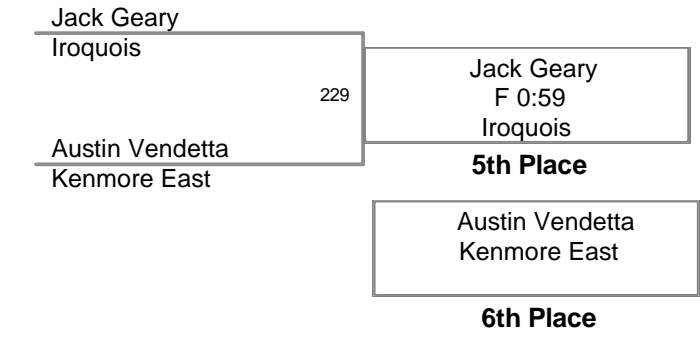 Jack Geary
Iroquois
229
Austin Vendetta
Kenmore East
Jack Geary
F 0:59
Iroquois
5th Place
Austin Vendetta
Kenmore East
6th Place